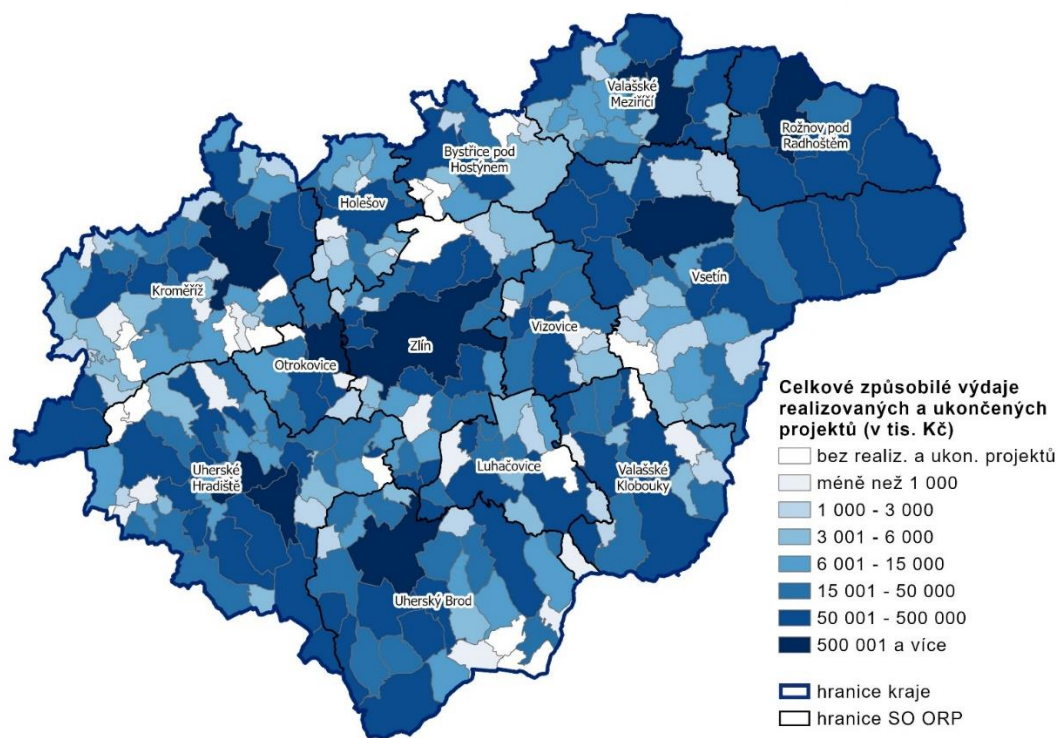 Valašské
Meziříčí
Rožnov pod
Radhoštěm
Bystřice pod
Hostýnem
Holešov
Kroměříž
Vsetín
Vizovice
Zlín
Otrokovice
Luhačovice
Uherské
Hradiště
Valašské
Klobouky
Uherský Brod
Celkové způsobilé výdaje
realizovaných a ukončených
projektů (v tis. Kč)
bez realiz. a ukon. projektů
méně než 1 000
1 000 - 3 000
3 001 - 6 000
6 001 - 15 000
15 001 - 50 000
50 001 - 500 000
500 001 a více
hranice kraje
hranice SO ORP